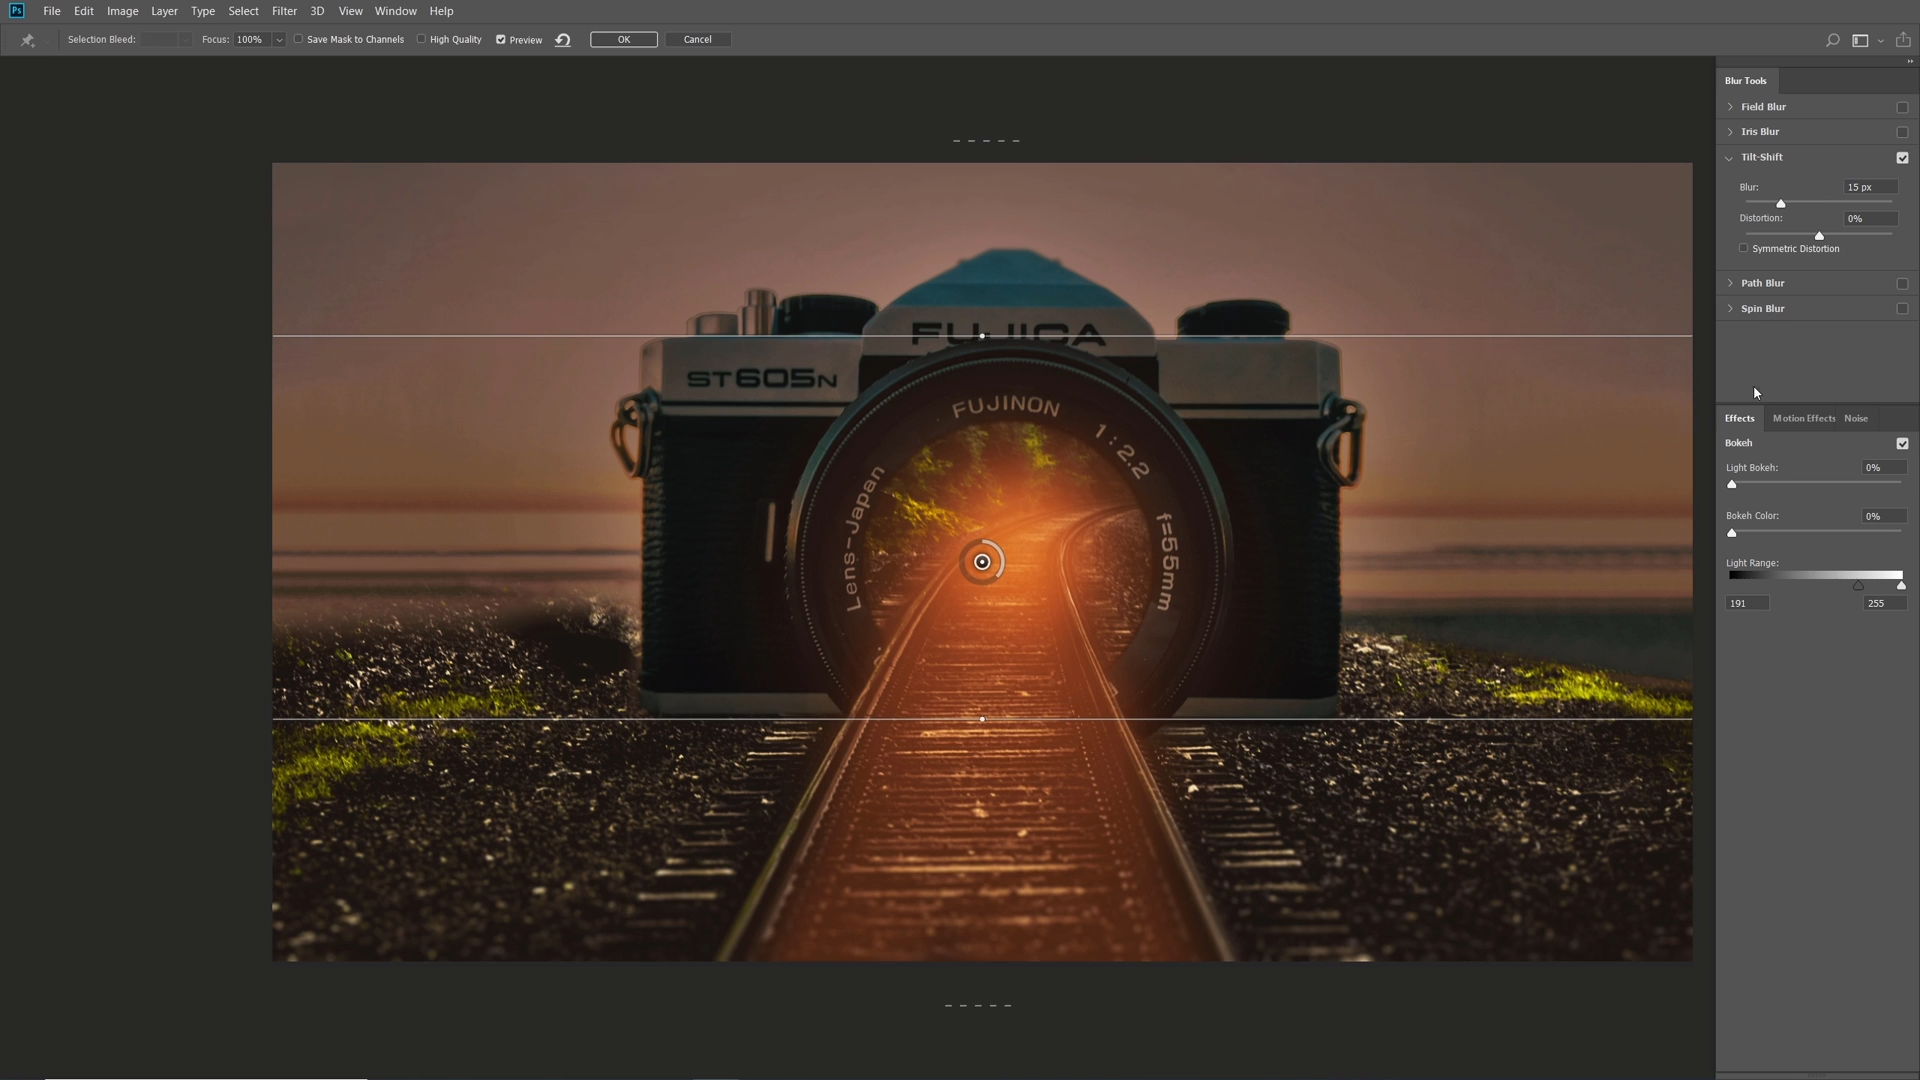 Ps File Edit Image Layer Type Select Filter 3D View Window Help
Selection Bleed: Focus: 100% Save Mask to Channels High Quality Preview OK Cancel
Blur Tools
Field Blur
Iris Blur
Tilt-Shift
Blur: 15 px
Distortion: 0%
Symmetric Distortion
Path Blur
Spin Blur
Effects Motion Effects Noise
Bokeh
Light Bokeh: 0%
Bokeh Color: 0%
Light Range:
191 255
FUJICA
ST605N
Lens-Japan FUJINON 1:2.2 f=55mm